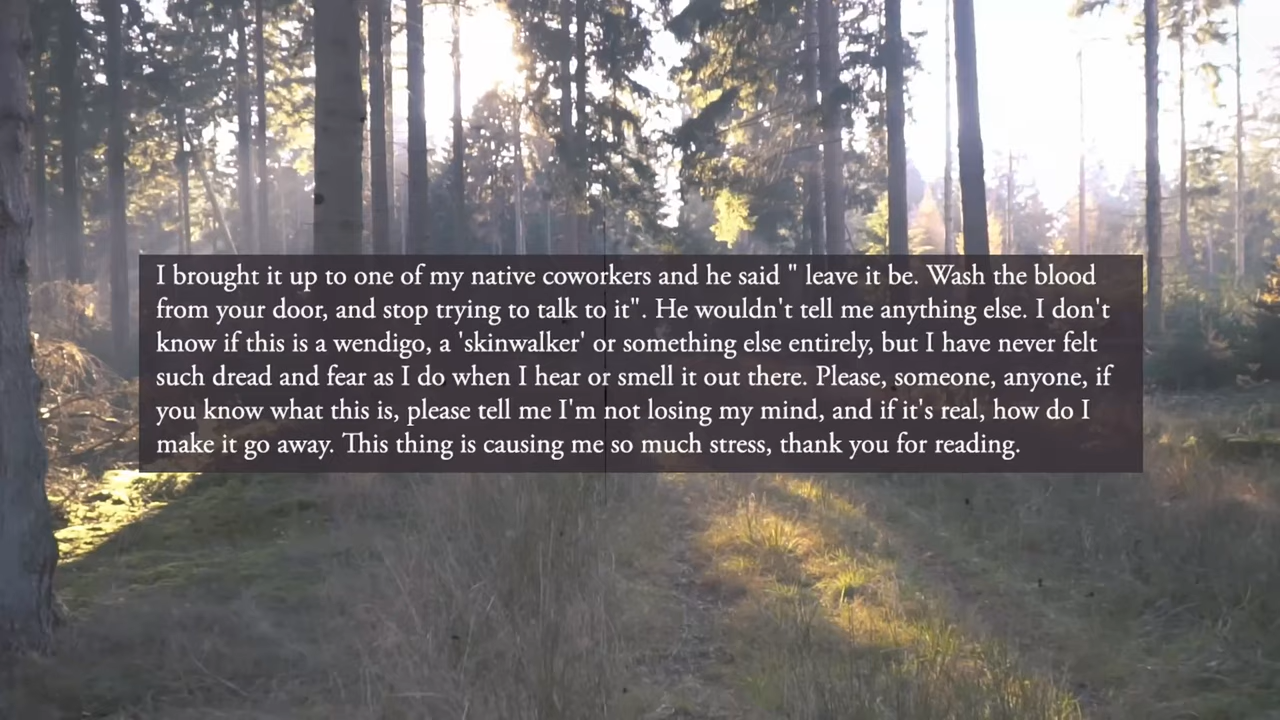 I brought it up to one of my native coworkers and he said " leave it be. Wash the blood
from your door, and stop trying to talk to it". He wouldn't tell me anything else. I don't
know if this is a wendigo, a 'skinwalker' or something else entirely, but I have never felt
such dread and fear as I do when I hear or smell it out there. Please, someone, anyone, if
you know what this is, please tell me I'm not losing my mind, and if it's real, how do I
make it go away. This thing is causing me so much stress, thank you for reading.